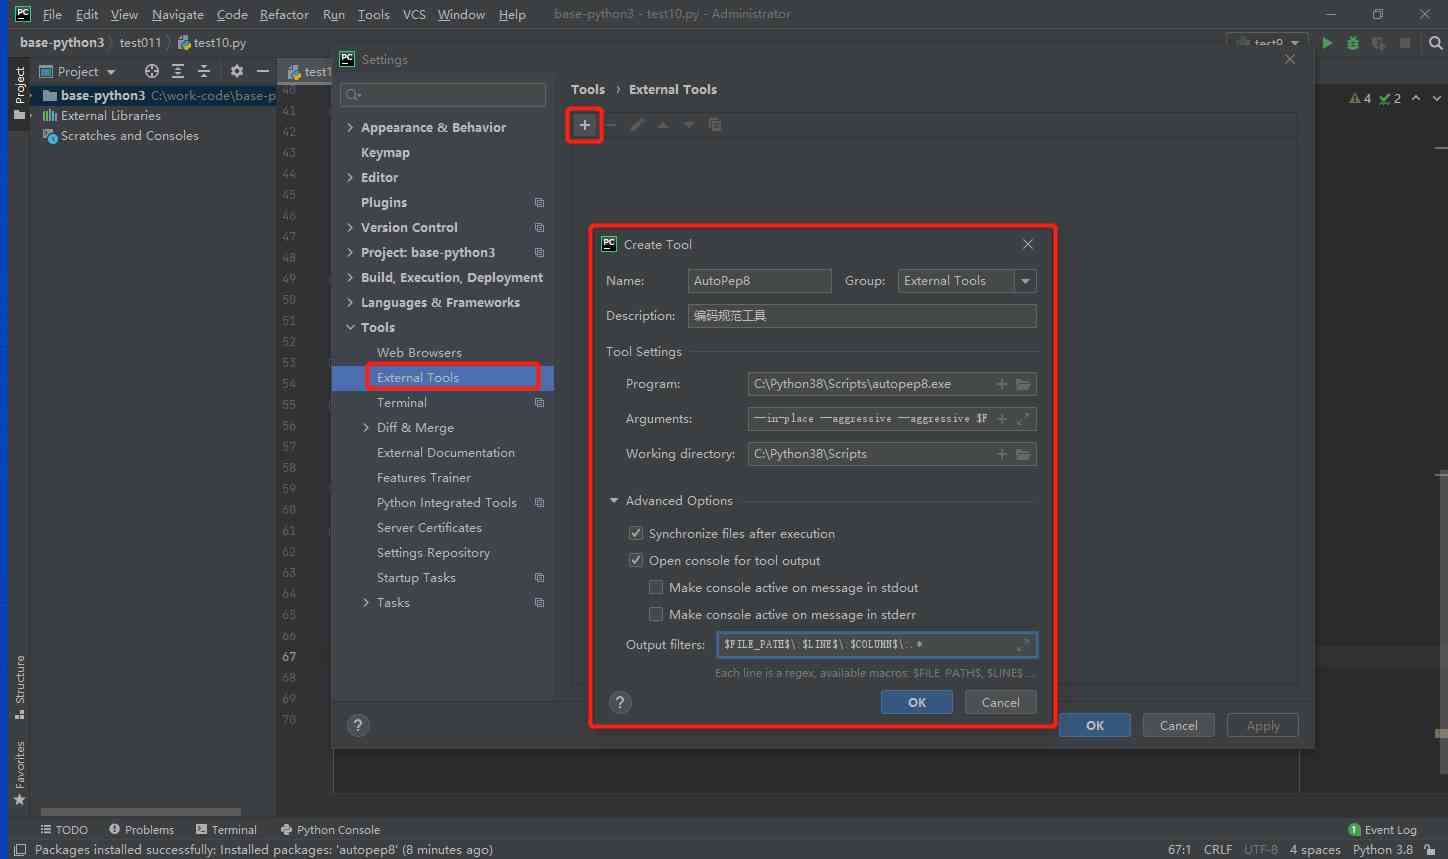 PC File Edit View Navigate Code Refactor Run Tools VCS Window Help base-python3 - test10.py - Administrator
base-python3 test011 test10.py test9
Project Project test1
base-python3 C:\work-code\base-p
External Libraries
Scratches and Consoles
4 2
PC Settings
Appearance & Behavior
Keymap
Editor
Plugins
Version Control
Project: base-python3
Build, Execution, Deployment
Languages & Frameworks
Tools
Web Browsers
External Tools
Terminal
Diff & Merge
External Documentation
Features Trainer
Python Integrated Tools
Server Certificates
Settings Repository
Startup Tasks
Tasks
40
41
42
43
44
45
46
47
48
49
50
51
52
53
54
55
56
57
58
59
60
61
62
63
64
65
66
67
68
69
70
Tools › External Tools
PC Create Tool
Name: AutoPep8 Group: External Tools
Description: 编码规范工具
Tool Settings
Program: C:\Python38\Scripts\autopep8.exe
Arguments: --in-place --aggressive --aggressive $F
Working directory: C:\Python38\Scripts
Advanced Options
Synchronize files after execution
Open console for tool output
Make console active on message in stdout
Make console active on message in stderr
Output filters: $FILE_PATH$\:$LINE$\:$COLUMN$\:.*
Each line is a regex, available macros: $FILE_PATH$, $LINE$ ...
? OK Cancel
? OK Cancel Apply
Structure
Favorites
TODO Problems Terminal Python Console 1 Event Log
Packages installed successfully: Installed packages: 'autopep8' (8 minutes ago) 67:1 CRLF UTF-8 4 spaces Python 3.8